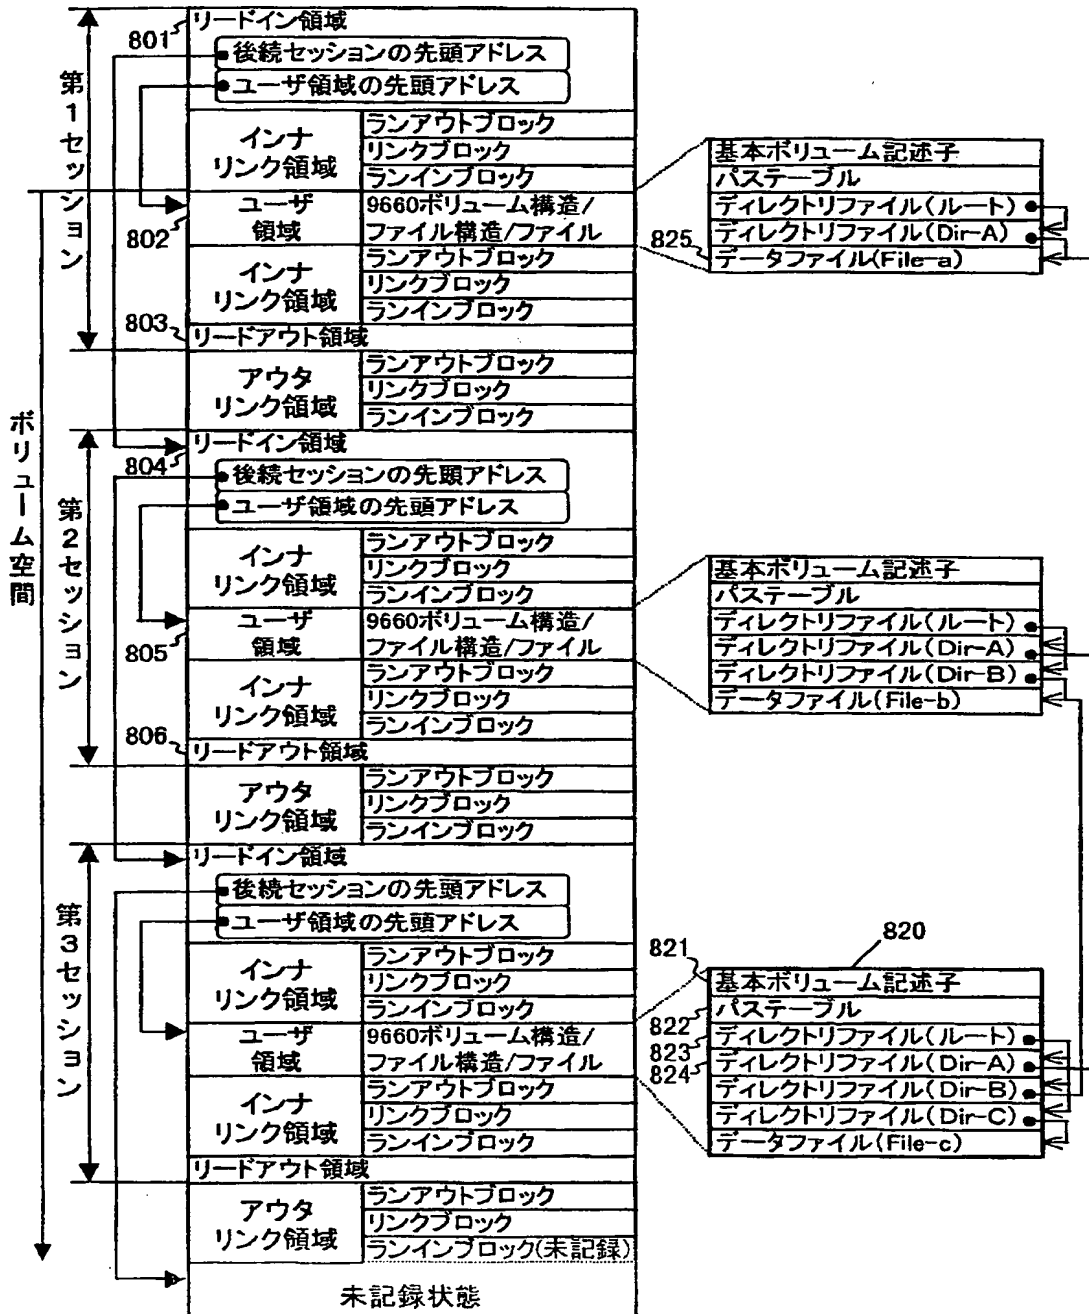 801
リードイン領域
後続セッションの先頭アドレス
ユーザ領域の先頭アドレス
第1セッション
インナ
リンク領域
ランアウトブロック
リンクブロック
ランインブロック
802
ユーザ
領域
9660ボリューム構造/
ファイル構造/ファイル
インナ
リンク領域
ランアウトブロック
リンクブロック
ランインブロック
803
リードアウト領域
アウタ
リンク領域
ランアウトブロック
リンクブロック
ランインブロック
基本ボリューム記述子
パステーブル
ディレクトリファイル(ルート)
ディレクトリファイル(Dir-A)
825
データファイル(File-a)
ボリューム空間
804
リードイン領域
後続セッションの先頭アドレス
ユーザ領域の先頭アドレス
第2セッション
インナ
リンク領域
ランアウトブロック
リンクブロック
ランインブロック
805
ユーザ
領域
9660ボリューム構造/
ファイル構造/ファイル
インナ
リンク領域
ランアウトブロック
リンクブロック
ランインブロック
806
リードアウト領域
アウタ
リンク領域
ランアウトブロック
リンクブロック
ランインブロック
基本ボリューム記述子
パステーブル
ディレクトリファイル(ルート)
ディレクトリファイル(Dir-A)
ディレクトリファイル(Dir-B)
データファイル(File-b)
リードイン領域
後続セッションの先頭アドレス
ユーザ領域の先頭アドレス
第3セッション
インナ
リンク領域
ランアウトブロック
リンクブロック
ランインブロック
ユーザ
領域
9660ボリューム構造/
ファイル構造/ファイル
インナ
リンク領域
ランアウトブロック
リンクブロック
ランインブロック
リードアウト領域
アウタ
リンク領域
ランアウトブロック
リンクブロック
ランインブロック(未記録)
未記録状態
820
821
基本ボリューム記述子
822
パステーブル
823
ディレクトリファイル(ルート)
824
ディレクトリファイル(Dir-A)
ディレクトリファイル(Dir-B)
ディレクトリファイル(Dir-C)
データファイル(File-c)